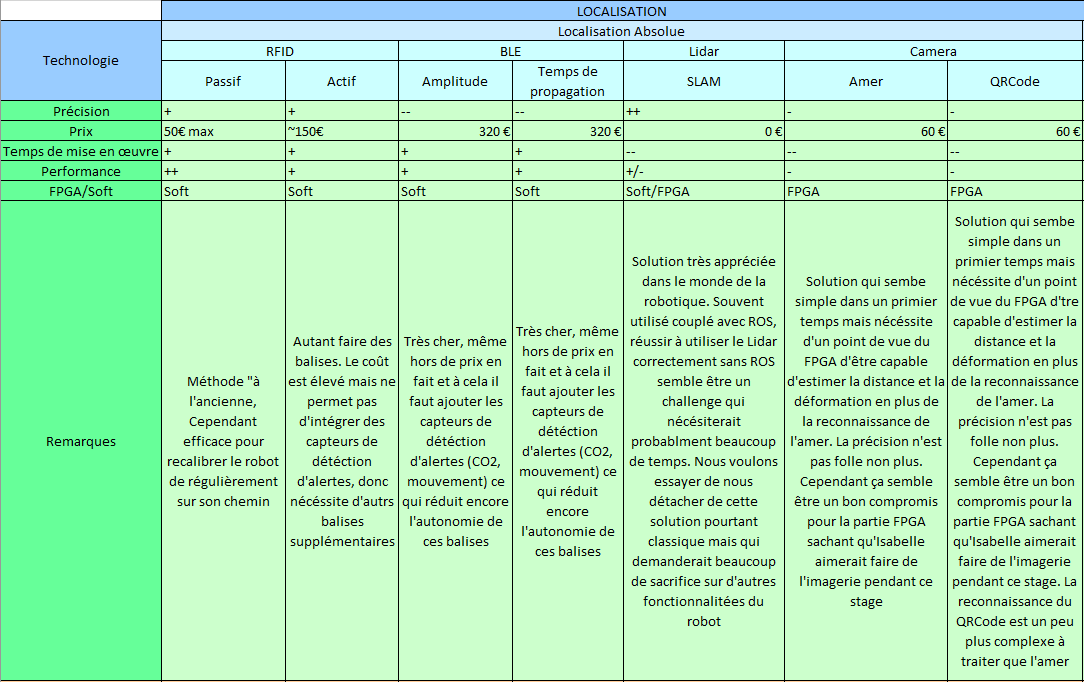 LOCALISATION
Technologie
Localisation Absolue
RFID
BLE
Lidar
Camera
Passif
Actif
Amplitude
Temps de
propagation
SLAM
Amer
QRCode
Précision
+
+
--
--
++
-
-
Prix
50€ max
~150€
320 €
320 €
0 €
60 €
60 €
Temps de mise en œuvre
+
+
+
+
--
--
--
Performance
++
+
+
+
+/-
-
-
FPGA/Soft
Soft
Soft
Soft
Soft
Soft/FPGA
FPGA
FPGA
Remarques
Méthode "à
l'ancienne,
Cependant
efficace pour
recalibrer le robot
de régulièrement
sur son chemin
Autant faire des
balises. Le coût
est élevé mais ne
permet pas
d'intégrer des
capteurs de
détéction
d'alertes, donc
nécéssite d'autrs
balises
supplémentaires
Très cher, même
hors de prix en
fait et à cela il
faut ajouter les
capteurs de
détéction
d'alertes (CO2,
mouvement) ce
qui réduit encore
l'autonomie de
ces balises
Très cher, même
hors de prix en
fait et à cela il
faut ajouter les
capteurs de
détéction
d'alertes (CO2,
mouvement) ce
qui réduit encore
l'autonomie de
ces balises
Solution très appréciée
dans le monde de la
robotique. Souvent
utilisé couplé avec ROS,
réussir à utiliser le Lidar
correctement sans ROS
semble être un
challenge qui
nécésiterait
probablment beaucoup
de temps. Nous voulons
essayer de nous
détacher de cette
solution pourtant
classique mais qui
demanderait beaucoup
de sacrifice sur d'autres
fonctionnalitées du
robot
Solution qui sembe
simple dans un primier
temps mais nécéssite
d'un point de vue du
FPGA d'être capable
d'estimer la distance et la
déformation en plus de
la reconnaissance de
l'amer. La précision n'est
pas folle non plus.
Cependant ça semble
être un bon compromis
pour la partie FPGA
sachant qu'Isabelle
aimerait faire de
l'imagerie pendant ce
stage
Solution qui sembe
simple dans un
primier temps mais
nécéssite d'un point
de vue du FPGA d'tre
capable d'estimer la
distance et la
déformation en plus
de la reconnaissance
de l'amer. La
précision n'est pas
folle non plus.
Cependant ça
semble être un bon
compromis pour la
partie FPGA sachant
qu'Isabelle aimerait
faire de l'imagerie
pendant ce stage. La
reconnaissance du
QRCode est un peu
plus complexe à
traiter que l'amer